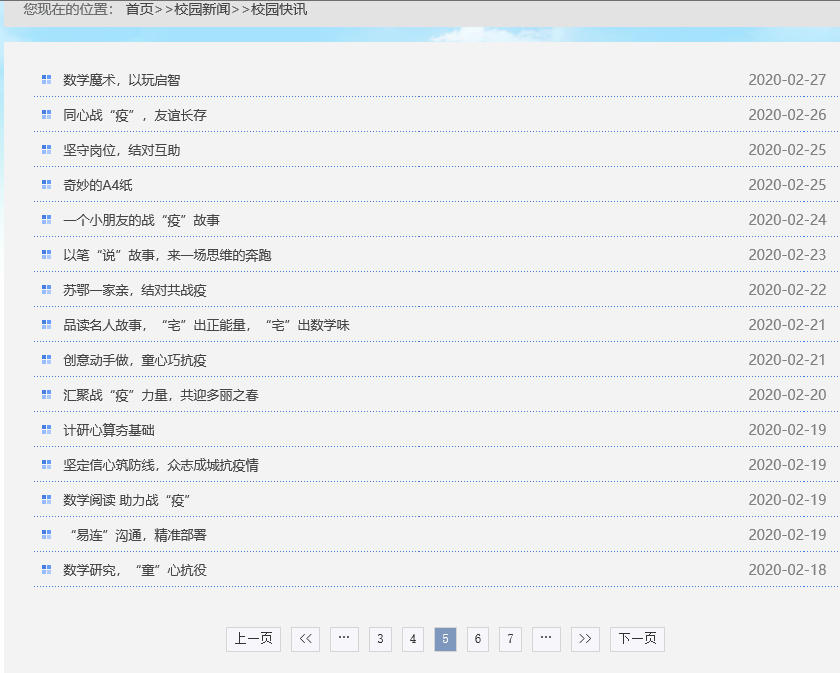 您现在的位置： 首页>>校园新闻>>校园快讯
数学魔术，以玩启智 2020-02-27
同心战“疫”，友谊长存 2020-02-26
坚守岗位，结对互助 2020-02-25
奇妙的A4纸 2020-02-25
一个小朋友的战“疫”故事 2020-02-24
以笔“说”故事，来一场思维的奔跑 2020-02-23
苏鄂一家亲，结对共战疫 2020-02-22
品读名人故事，“宅”出正能量，“宅”出数学味 2020-02-21
创意动手做，童心巧抗疫 2020-02-21
汇聚战“疫”力量，共迎多丽之春 2020-02-20
计研心算夯基础 2020-02-19
坚定信心筑防线，众志成城抗疫情 2020-02-19
数学阅读 助力战“疫” 2020-02-19
“易连”沟通，精准部署 2020-02-19
数学研究，“童”心抗役 2020-02-18
上一页 << ... 3 4 5 6 7 ... >> 下一页